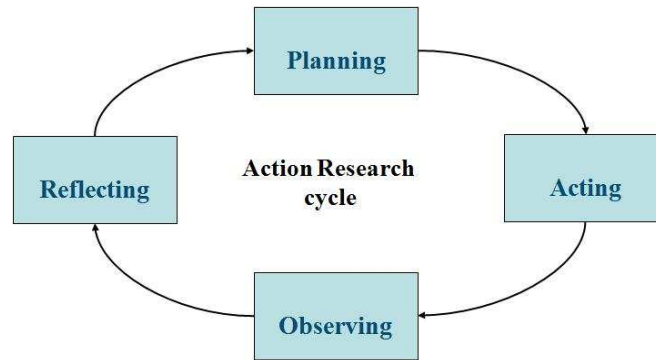 Planning
Reflecting
Action Research
cycle
Acting
Observing